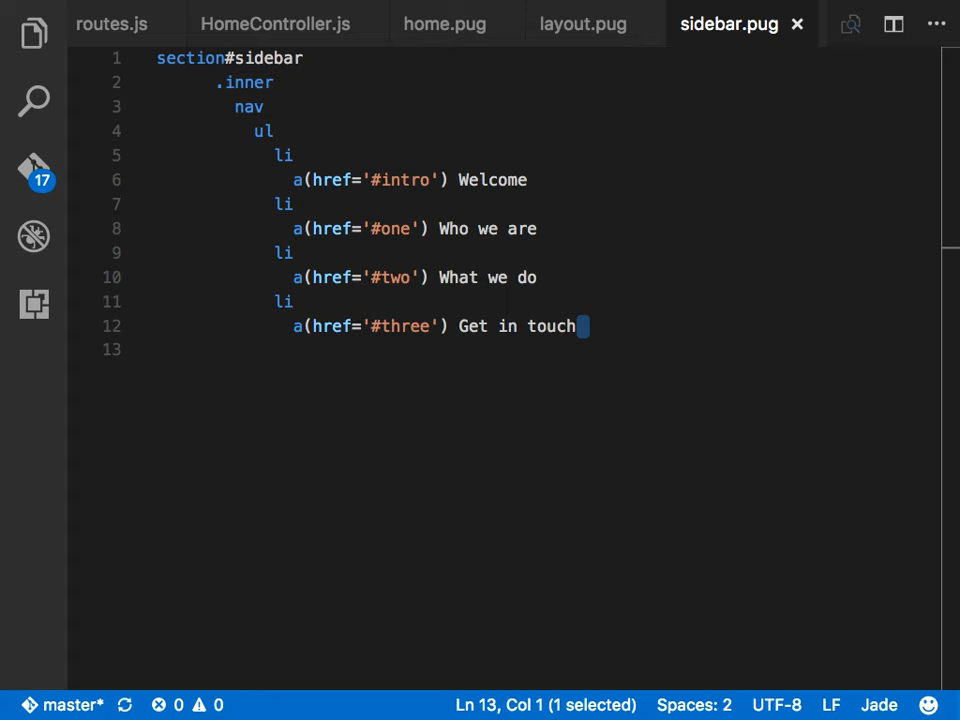 routes.js HomeController.js home.pug layout.pug sidebar.pug
1 section#sidebar
2 .inner
3 nav
4 ul
5 li
6 a(href='#intro') Welcome
7 li
8 a(href='#one') Who we are
9 li
10 a(href='#two') What we do
11 li
12 a(href='#three') Get in touch
13
17
master* 0 0 Ln 13, Col 1 (1 selected) Spaces: 2 UTF-8 LF Jade